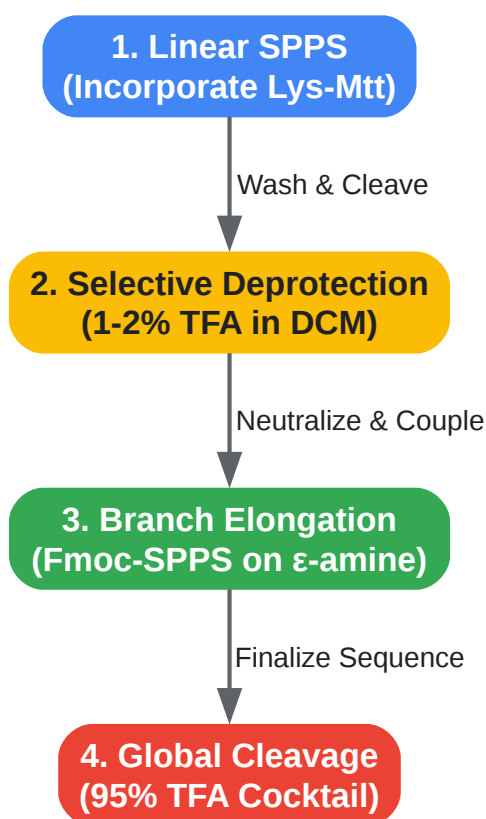 1. Linear SPPS
(Incorporate Lys-Mtt)
Wash & Cleave
2. Selective Deprotection
(1-2% TFA in DCM)
Neutralize & Couple
3. Branch Elongation
(Fmoc-SPPS on ε-amine)
Finalize Sequence
4. Global Cleavage
(95% TFA Cocktail)